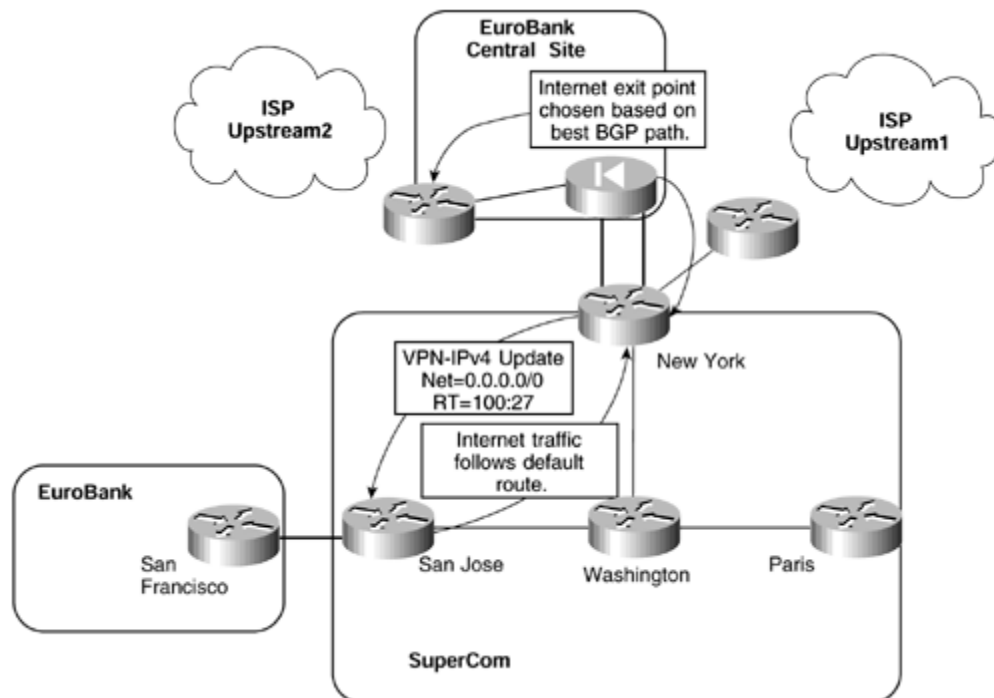 EuroBank
Central Site
Internet exit point
chosen based on
best BGP path.
ISP
Upstream2
ISP
Upstream1
New York
VPN-IPv4 Update
Net=0.0.0.0/0
RT=100:27
Internet traffic
follows default
route.
EuroBank
San
Francisco
San Jose
Washington
Paris
SuperCom